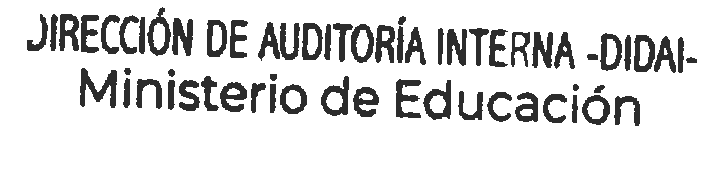 DIRECCIÓN DE AUDITORÍA INTERNA -DIDAI-
Ministerio de Educación